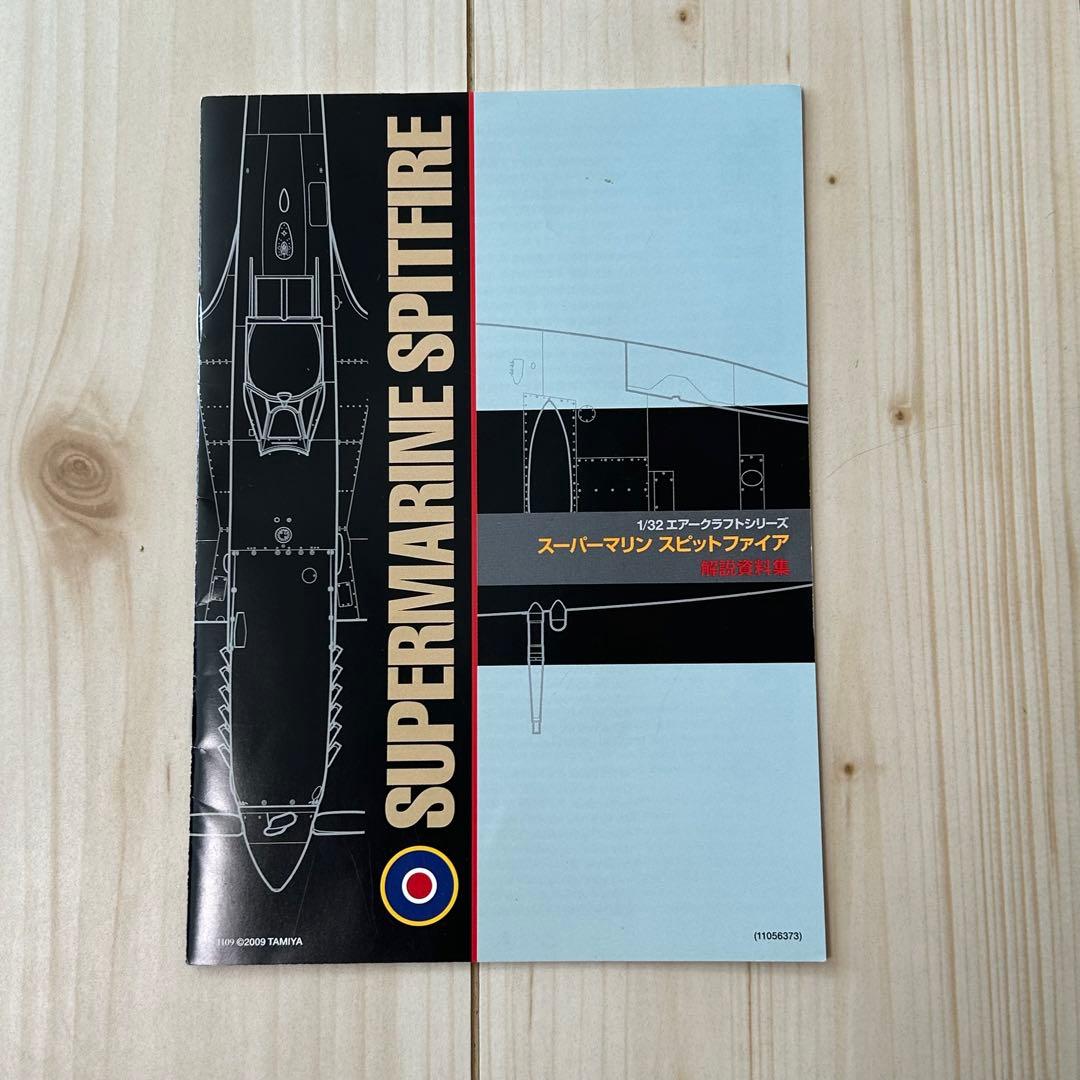 SUPERMARINE SPITFIRE
1/32 エアークラフトシリーズ
スーパーマリン スピットファイア
解説資料集
1109 ©2009 TAMIYA
(11056373)